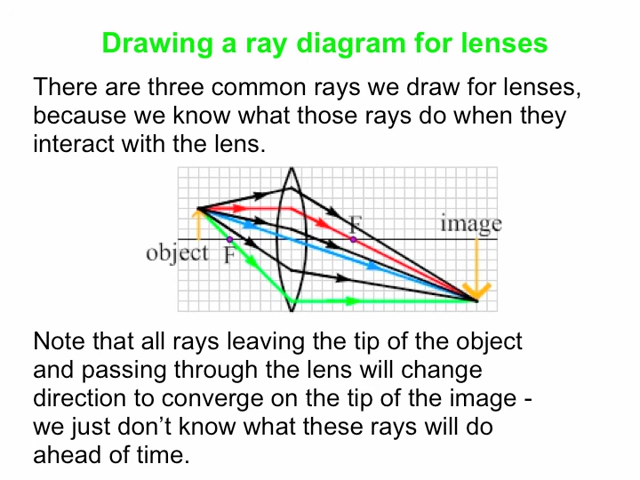 Drawing a ray diagram for lenses
There are three common rays we draw for lenses,
because we know what those rays do when they
interact with the lens.
F
image
object
F
Note that all rays leaving the tip of the object
and passing through the lens will change
direction to converge on the tip of the image -
we just don't know what these rays will do
ahead of time.